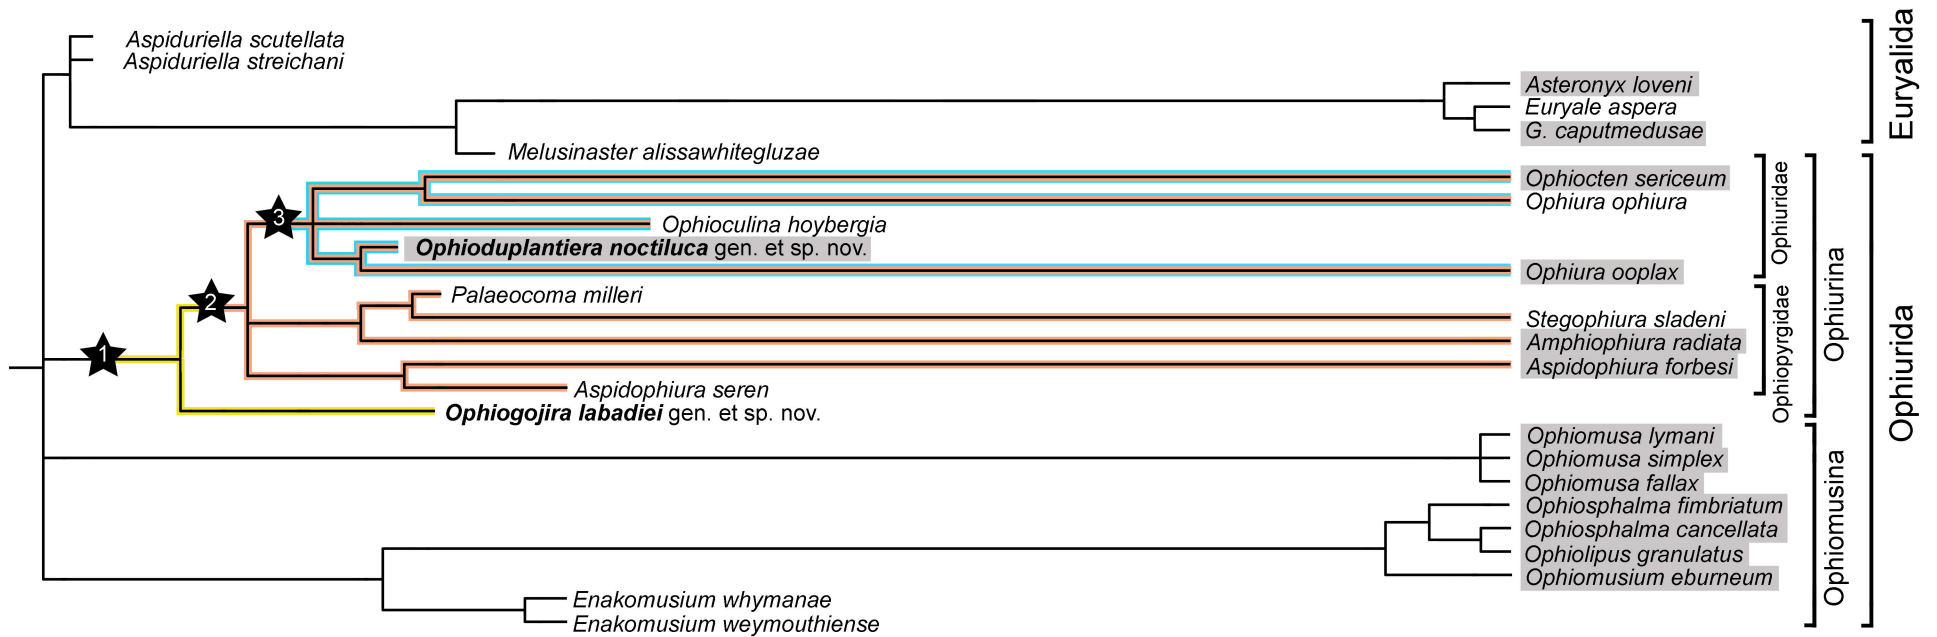 Aspiduriella scutellata
Aspiduriella streichani
Asteronyx loveni
Euryale aspera
G. caputmedusae
Melusinaster alissawhitegluzae
Euryalida
Ophiocten sericeum
Ophiura ophiura
3
Ophioculina hoybergia
Ophioduplantiera noctiluca gen. et sp. nov.
Ophiura ooplax
Ophiuridae
2
Palaeocoma milleri
Stegophiura sladeni
Amphiophiura radiata
1
Aspidophiura forbesi
Aspidophiura seren
Ophiopyrgidae
Ophiogojira labadiei gen. et sp. nov.
Ophiurina
Ophiurida
Ophiomusa lymani
Ophiomusa simplex
Ophiomusa fallax
Ophiosphalma fimbriatum
Ophiosphalma cancellata
Ophiolipus granulatus
Ophiomusium eburneum
Ophiomusina
Enakomusium whymanae
Enakomusium weymouthiense